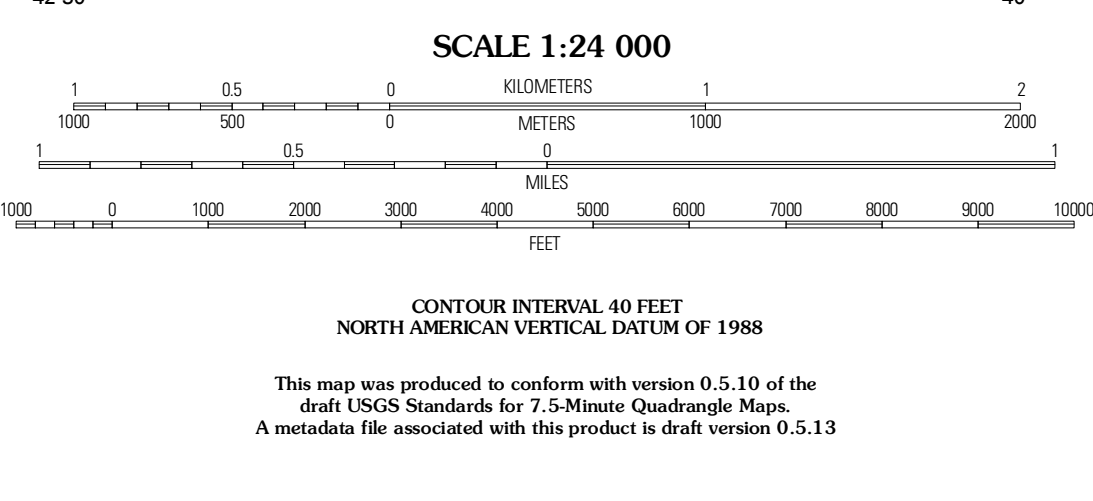 SCALE 1:24 000
1 0.5 0 KILOMETERS 1 2
1000 500 0 METERS 1000 2000
1 0.5 0 1
MILES
1000 0 1000 2000 3000 4000 5000 6000 7000 8000 9000 10000
FEET
CONTOUR INTERVAL 40 FEET
NORTH AMERICAN VERTICAL DATUM OF 1988
This map was produced to conform with version 0.5.10 of the
draft USGS Standards for 7.5-Minute Quadrangle Maps.
A metadata file associated with this product is draft version 0.5.13